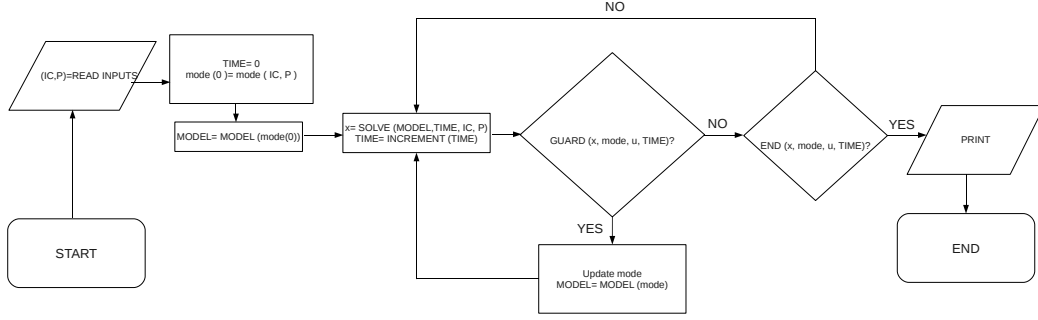 START
(IC,P)=READ INPUTS
TIME= 0
mode (0 )= mode ( IC, P )
MODEL= MODEL (mode(0))
x= SOLVE (MODEL,TIME, IC, P)
TIME= INCREMENT (TIME)
GUARD (x, mode, u, TIME)?
YES
Update mode
MODEL= MODEL (mode)
NO
END (x, mode, u, TIME)?
NO
YES
PRINT
END